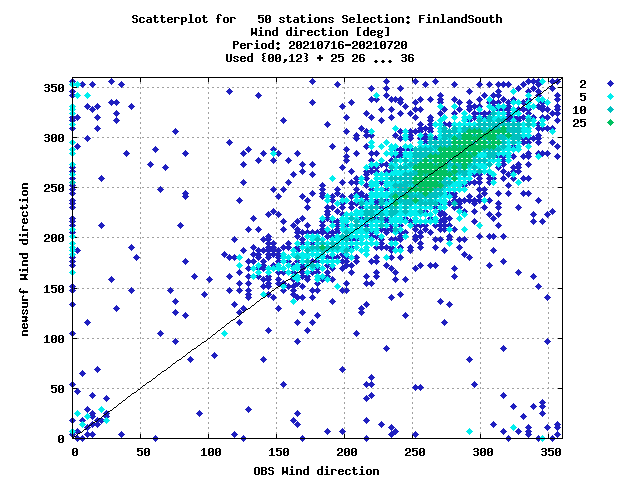 Scatterplot for   50 stations Selection: FinlandSouth
Wind direction [deg]
Period: 20210716-20210720
Used {00,12} + 25 26 ... 36
2
5
10
25
350
300
250
200
150
100
50
0
newsurf Wind direction
0 50 100 150 200 250 300 350
OBS Wind direction